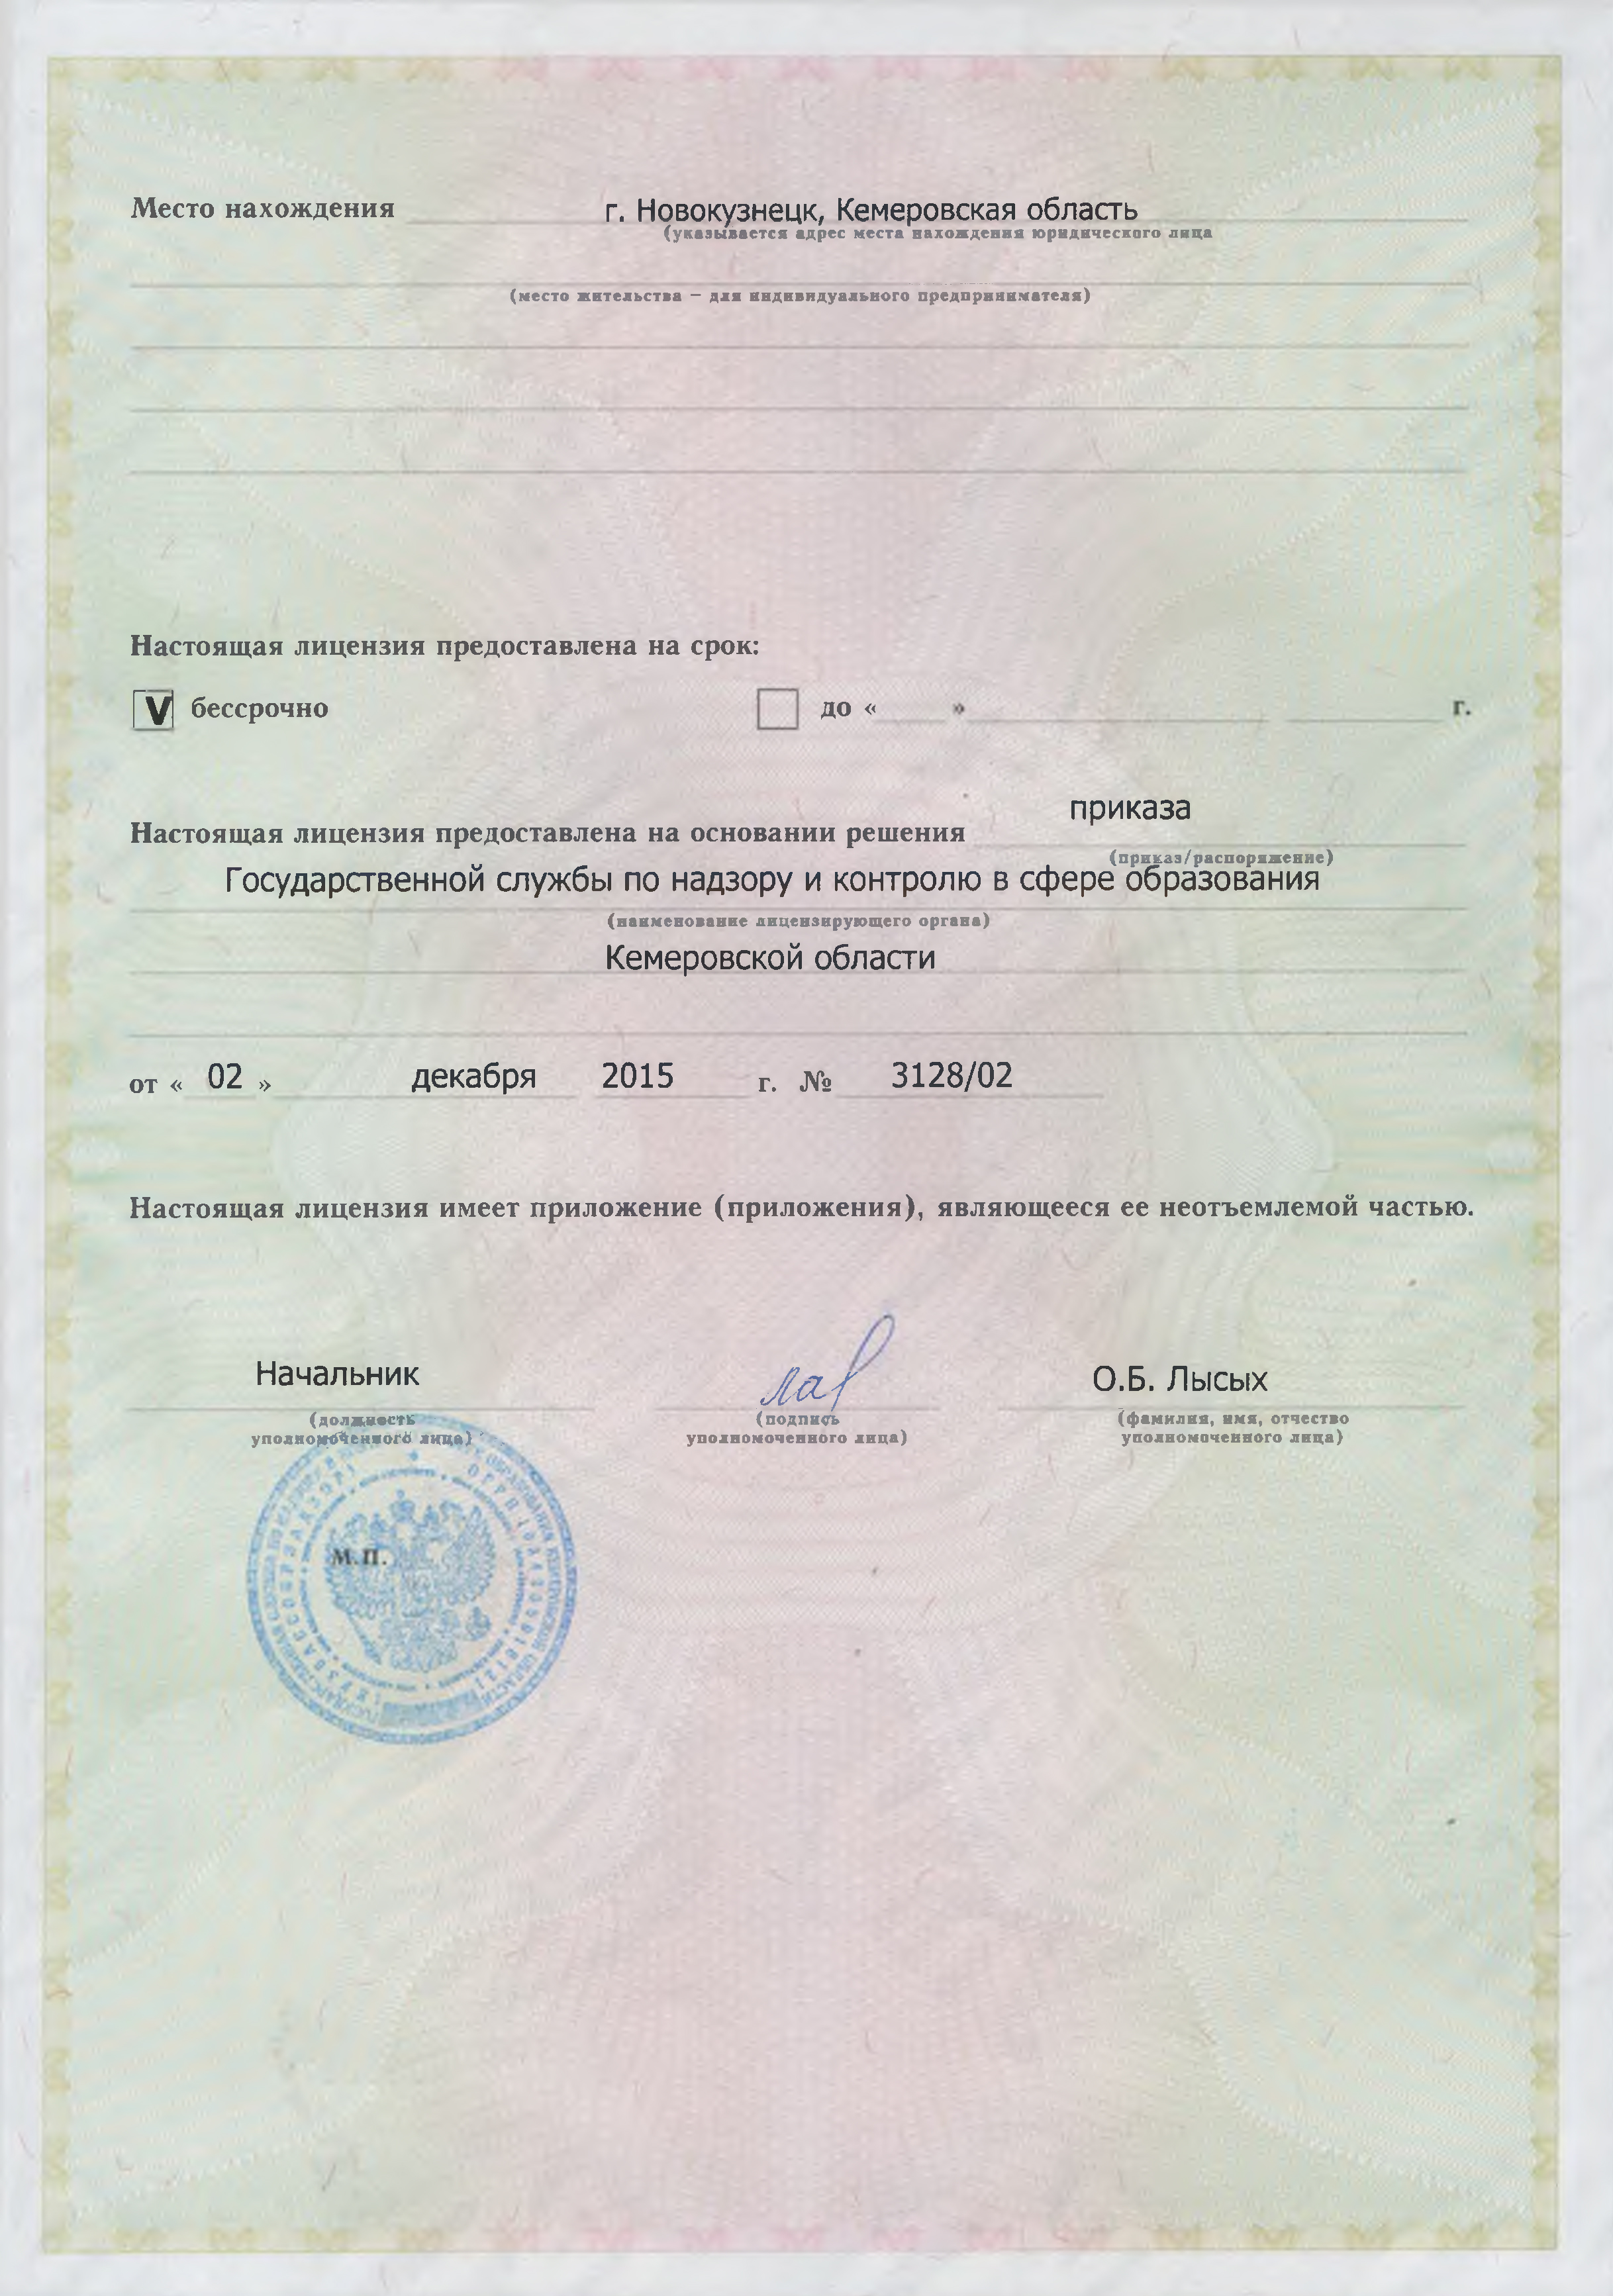 Место нахождения г. Новокузнецк, Кемеровская область
(указывается адрес места нахождения юридического лица
(место жительства – для индивидуального предпринимателя)
Настоящая лицензия предоставлена на срок:
V бессрочно до « » г.
приказа
Настоящая лицензия предоставлена на основании решения
(приказ/распоряжение)
Государственной службы по надзору и контролю в сфере образования
(наименование лицензирующего органа)
Кемеровской области
от « 02 » декабря 2015 г. № 3128/02
Настоящая лицензия имеет приложение (приложения), являющееся ее неотъемлемой частью.
Начальник О.Б. Лысых
(должность (подпись (фамилия, имя, отчество
уполномоченного лица) уполномоченного лица) уполномоченного лица)
М.П.